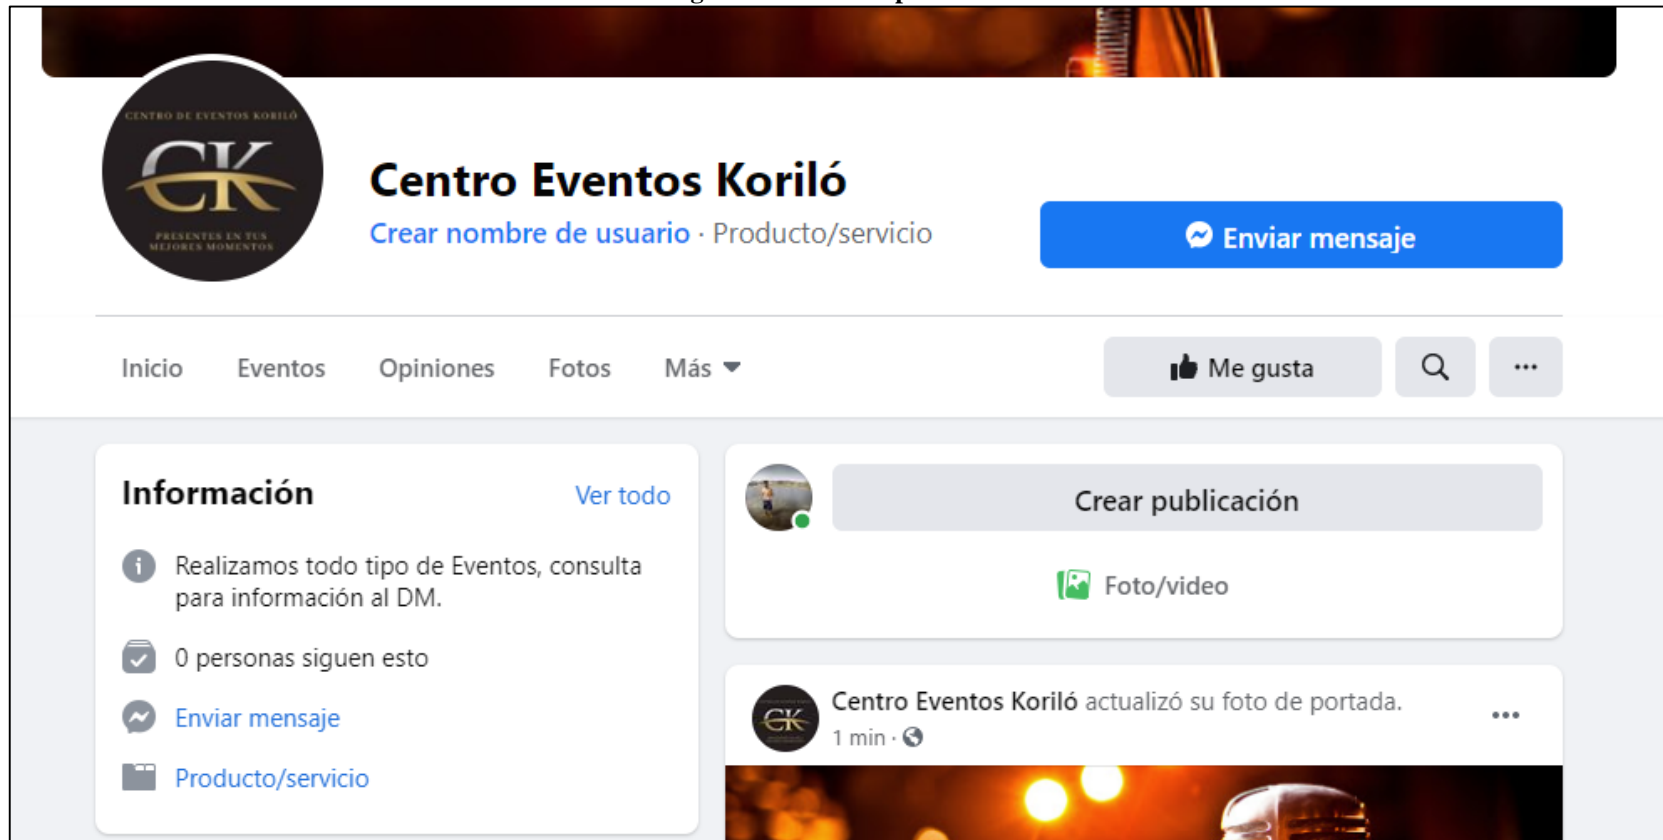 CENTRO DE EVENTOS KORILÓ
CK
PRESENTES EN TUS
MEJORES MOMENTOS
Centro Eventos Koriló
Crear nombre de usuario · Producto/servicio
Enviar mensaje
Inicio Eventos Opiniones Fotos Más
Me gusta
Información Ver todo
Realizamos todo tipo de Eventos, consulta
para información al DM.
0 personas siguen esto
Enviar mensaje
Producto/servicio
Crear publicación
Foto/video
CK
Centro Eventos Koriló actualizó su foto de portada.
1 min ·